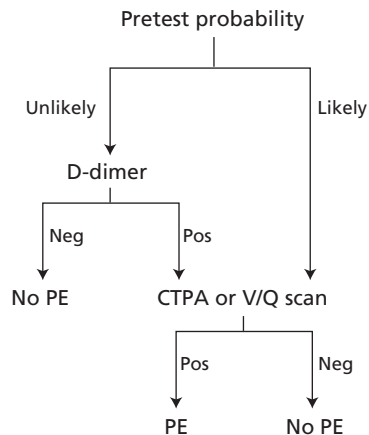 Pretest probability
Unlikely
Likely
D-dimer
Neg
Pos
No PE
CTPA or V/Q scan
Pos
Neg
PE
No PE